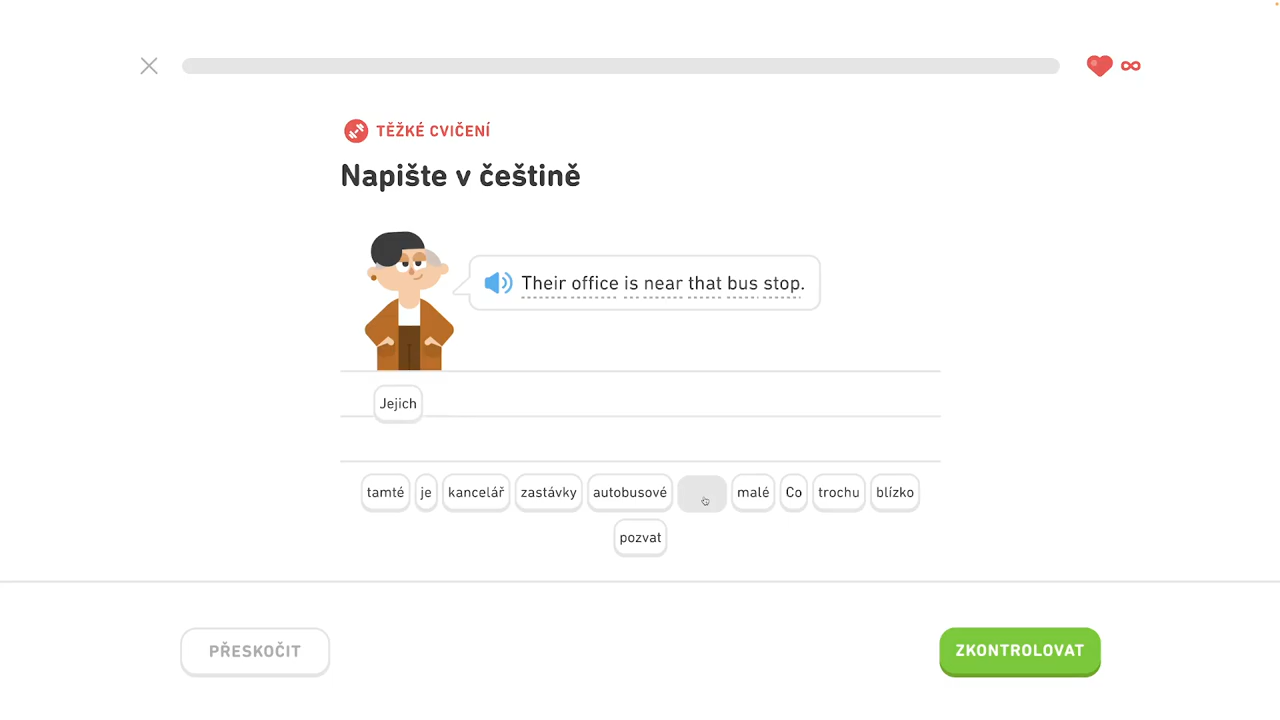 TĚŽKÉ CVIČENÍ
Napište v češtině
Their office is near that bus stop.
Jejich
tamté je kancelář zastávky autobusové malé Co trochu blízko
pozvat
PŘESKOČIT ZKONTROLOVAT